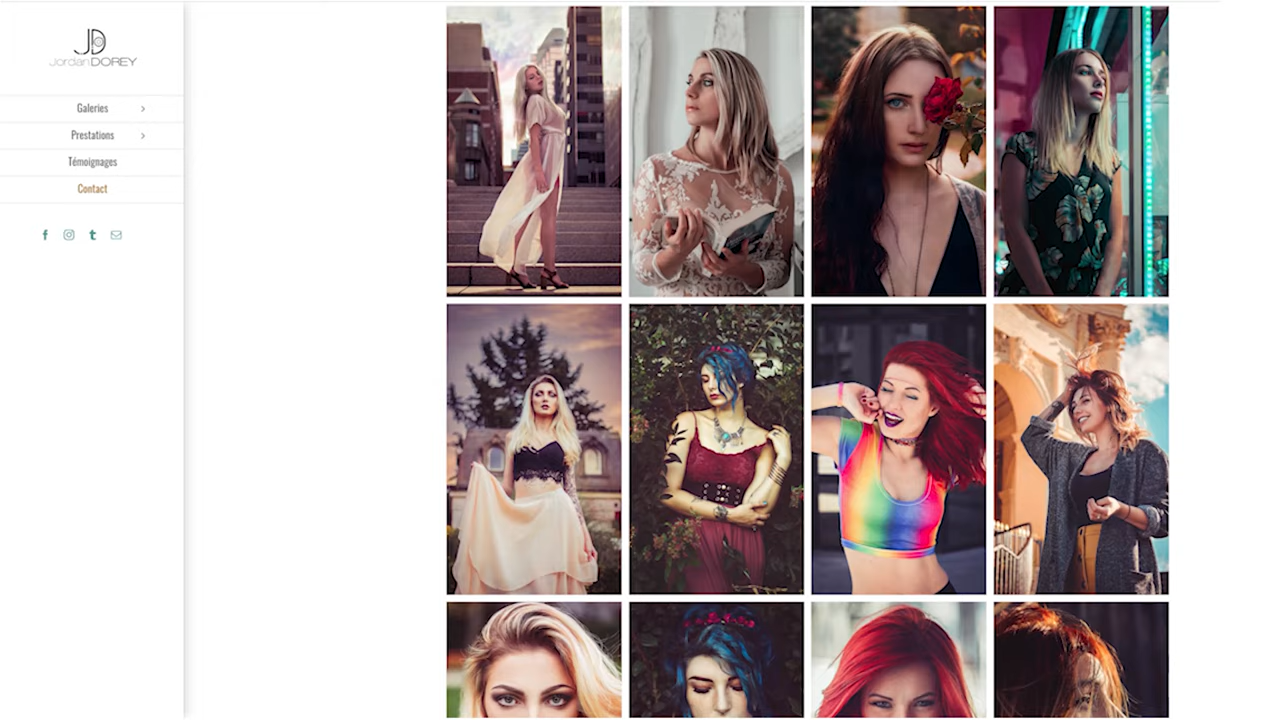 JD
Jordan DOREY
Galeries
Prestations
Témoignages
Contact